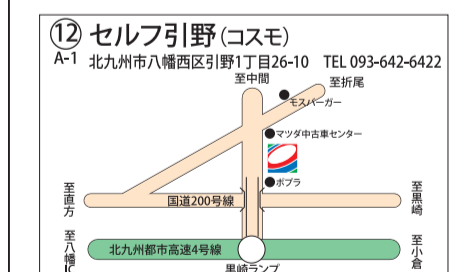 ⑫ セルフ引野(コスモ)
A-1 北九州市八幡西区引野1丁目26-10 TEL 093-642-6422
至中間
至折尾
モスバーガー
マツダ中古車センター
ポプラ
至直方
国道200号線
至黒崎
至八幡IC
北九州都市高速4号線
至小倉
黒崎ランプ